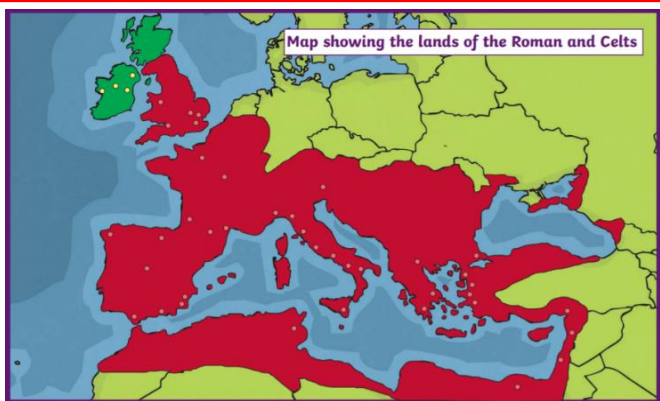 Map showing the lands of the Roman and Celts